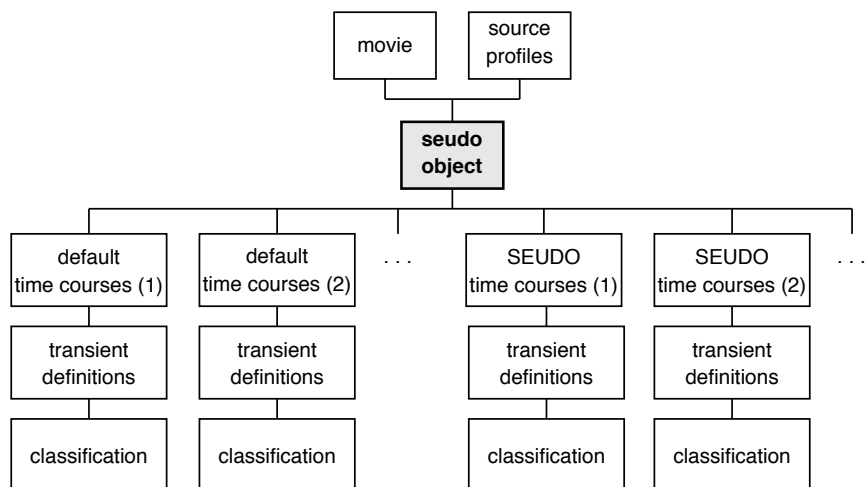 movie
source
profiles
seudo
object
default
time courses (1)
default
time courses (2)
. . .
SEUDO
time courses (1)
SEUDO
time courses (2)
. . .
transient
definitions
transient
definitions
transient
definitions
transient
definitions
classification
classification
classification
classification